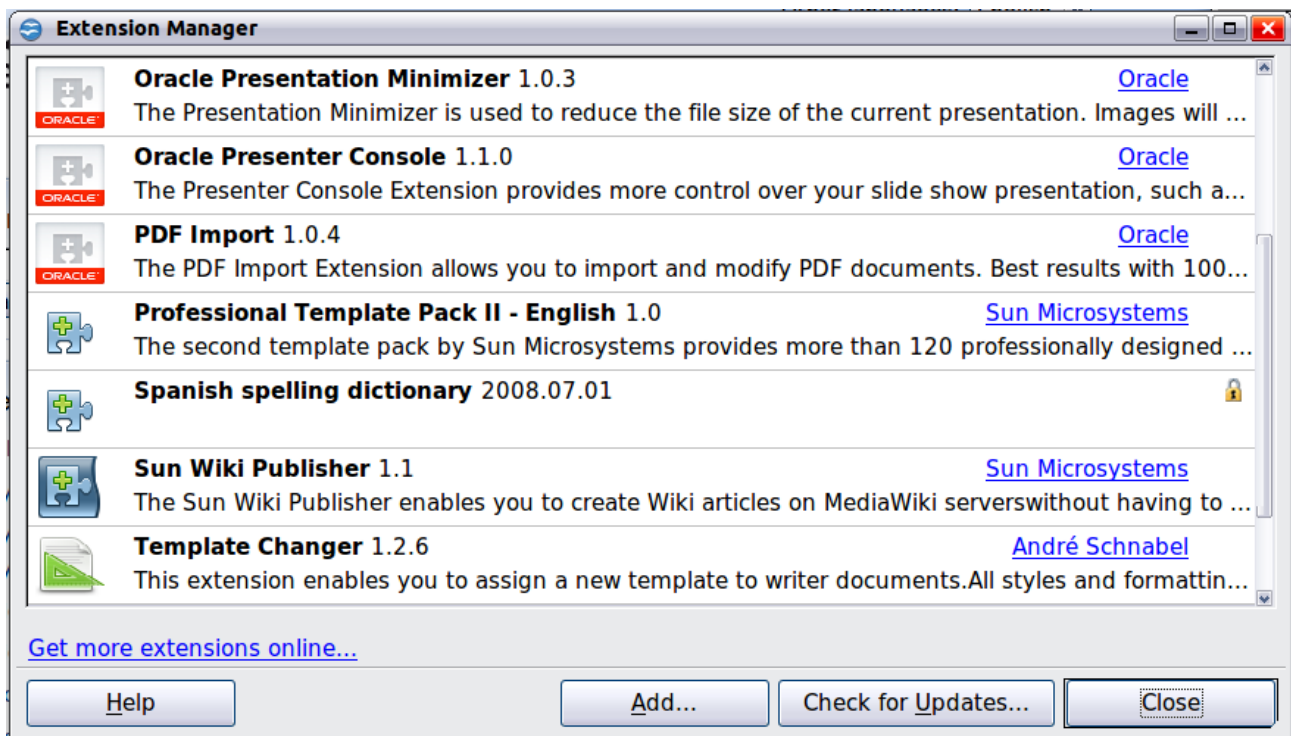 Extension Manager
Oracle Presentation Minimizer 1.0.3 Oracle
The Presentation Minimizer is used to reduce the file size of the current presentation. Images will ...
ORACLE
Oracle Presenter Console 1.1.0 Oracle
The Presenter Console Extension provides more control over your slide show presentation, such a...
ORACLE
PDF Import 1.0.4 Oracle
The PDF Import Extension allows you to import and modify PDF documents. Best results with 100...
ORACLE
Professional Template Pack II - English 1.0 Sun Microsystems
The second template pack by Sun Microsystems provides more than 120 professionally designed ...
Spanish spelling dictionary 2008.07.01
Sun Wiki Publisher 1.1 Sun Microsystems
The Sun Wiki Publisher enables you to create Wiki articles on MediaWiki serverswithout having to ...
Template Changer 1.2.6 André Schnabel
This extension enables you to assign a new template to writer documents.All styles and formattin...
Get more extensions online...
Help Add... Check for Updates... Close